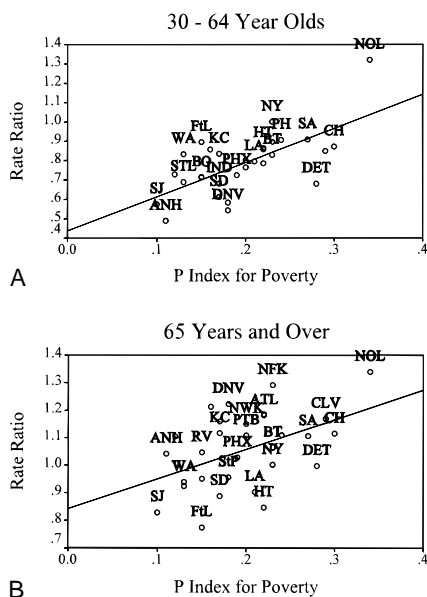 30 - 64 Year Olds
1.4
1.3
1.2
1.1
1.0
.9
.8
.7
.6
.5
.4
Rate Ratio
NOL
NY
PH
SA
CH
FtL
HT
WA
KC
LA
BT
BG
PHX
STL
IND
DET
SJ
SD
DNV
ANH
0.0 .1 .2 .3 0.4
P Index for Poverty
A
65 Years and Over
1.4
1.3
1.2
1.1
1.0
.9
.8
.7
Rate Ratio
NOL
NFK
DNV
ATL
CLV
NWK
KC
PTB
SA
CH
ANH
RV
BT
PHX
NY
DET
StP
WA
SD
LA
SJ
HT
FtL
0.0 .1 .2 .3 0.4
P Index for Poverty
B